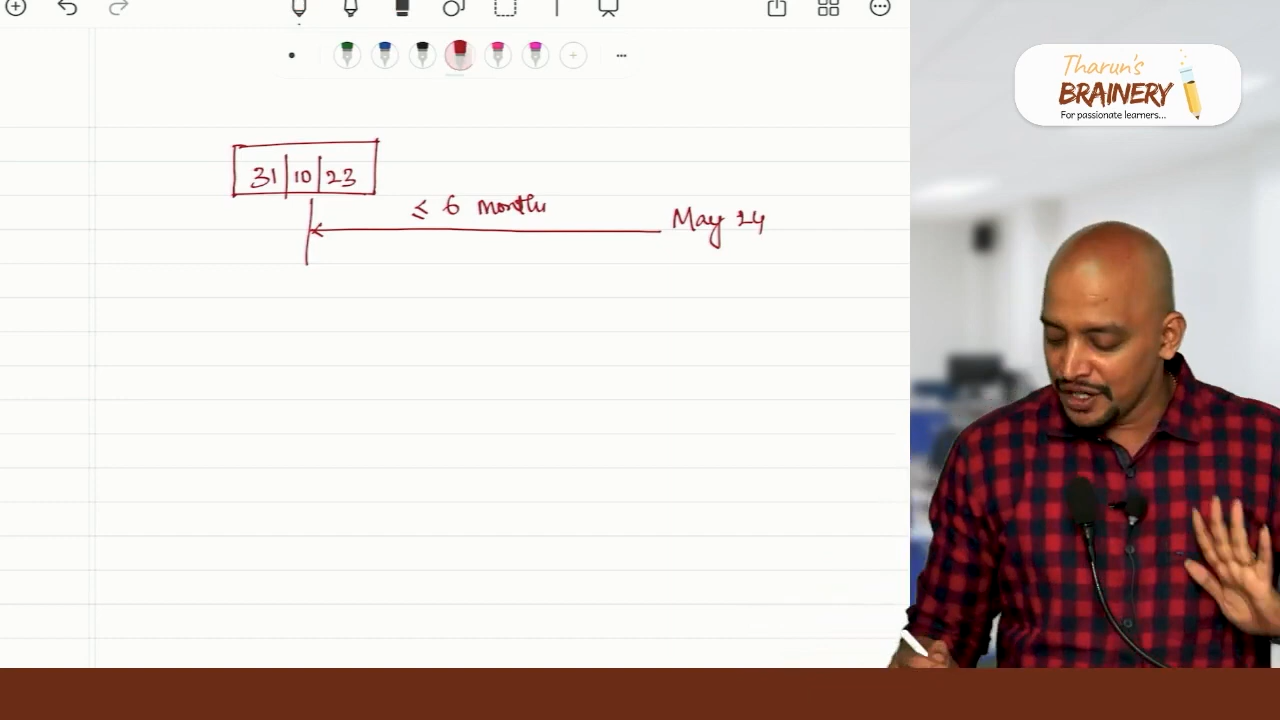 Tharun's
BRAINERY
For passionate learners...
31|10|23
≤ 6 months
May 24